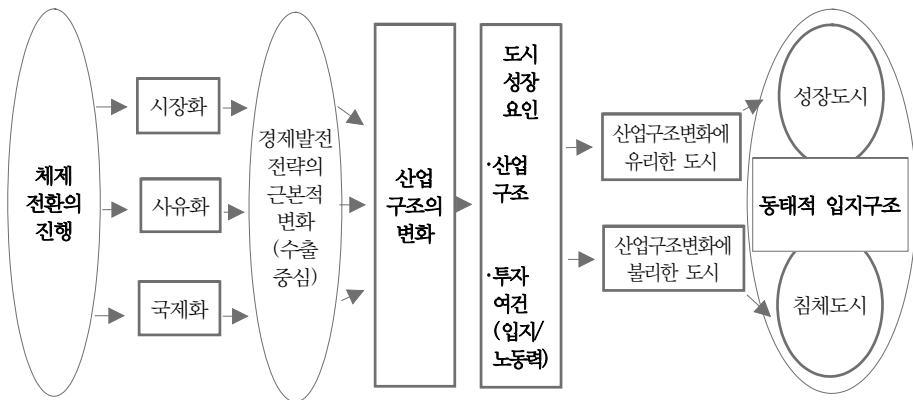 체제
전환의
진행
시장화
사유화
국제화
경제발전
전략의
근본적
변화
(수출
중심)
산업
구조의
변화
도시
성장
요인
·산업
구조
·투자
여건
(입지/
노동력)
산업구조변화에
유리한 도시
산업구조변화에
불리한 도시
성장도시
동태적 입지구조
침체도시